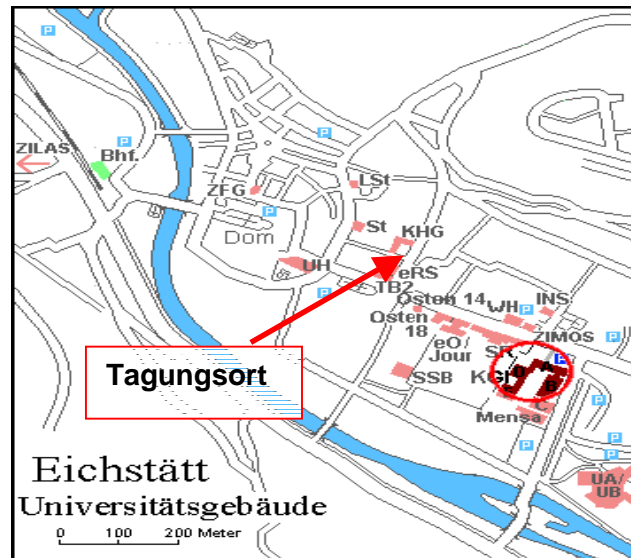 P
P
P
ZILAS
Bhf.
P
P
LSt
ZFG
P
St
KHG
Dom
UH
eRS
TB2
P
Osten 14
WH
INS
P
Osten
18
eO/
Jour
ZIMOS
SR
Tagungsort
SSB
KGI
A
B
C
Mensa
P
P
UA/
UB
Eichstätt
Universitätsgebäude
0 100 200 Meter